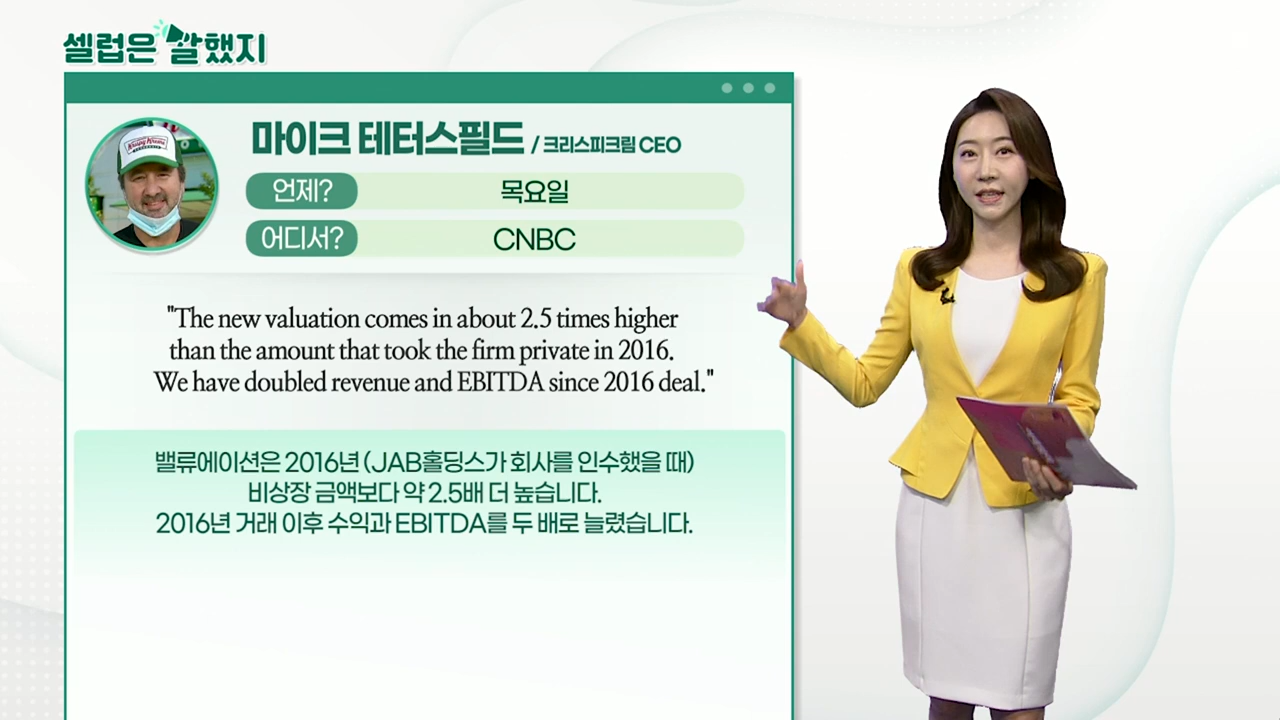 셀럽은 말했지
마이크 테터스필드 / 크리스피크림 CEO
언제? 목요일
어디서? CNBC
"The new valuation comes in about 2.5 times higher
than the amount that took the firm private in 2016.
We have doubled revenue and EBITDA since 2016 deal."
밸류에이션은 2016년 (JAB홀딩스가 회사를 인수했을 때)
비상장 금액보다 약 2.5배 더 높습니다.
2016년 거래 이후 수익과 EBITDA를 두 배로 늘렸습니다.
Krispy Kreme